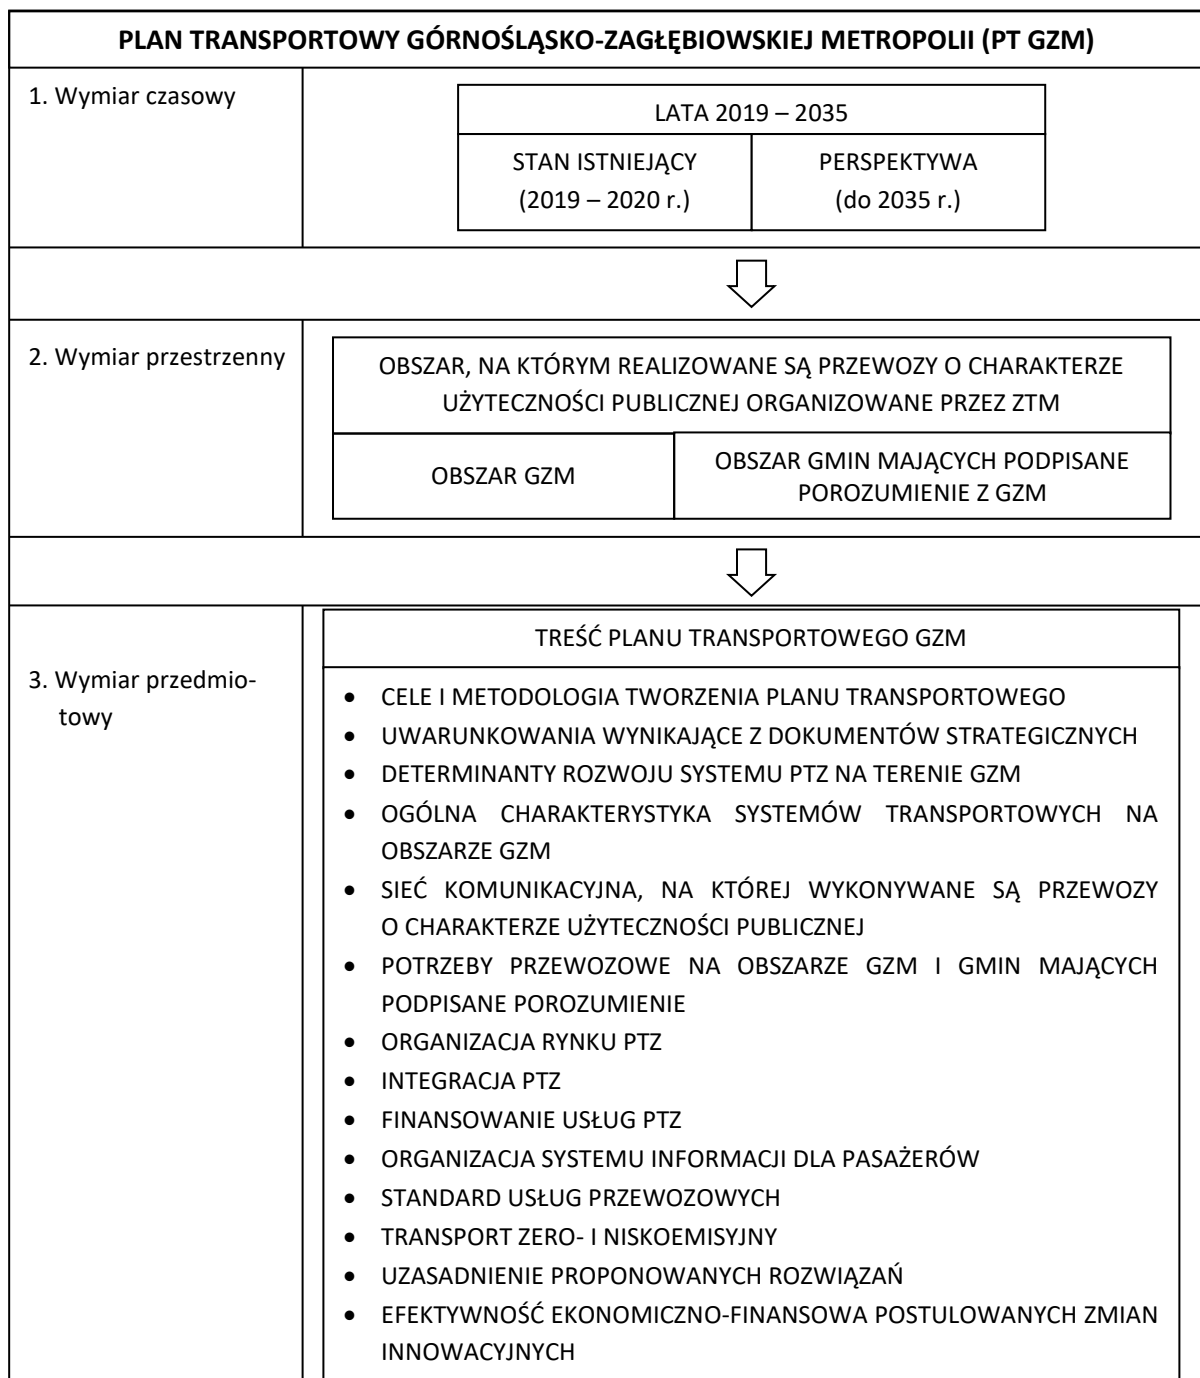 PLAN TRANSPORTOWY GÓRNOŚLĄSKO-ZAGŁĘBIOWSKIEJ METROPOLII (PT GZM)
1. Wymiar czasowy
LATA 2019 – 2035
STAN ISTNIEJĄCY
(2019 – 2020 r.)
PERSPEKTYWA
(do 2035 r.)
2. Wymiar przestrzenny
OBSZAR, NA KTÓRYM REALIZOWANE SĄ PRZEWOZY O CHARAKTERZE
UŻYTECZNOŚCI PUBLICZNEJ ORGANIZOWANE PRZEZ ZTM
OBSZAR GZM
OBSZAR GMIN MAJĄCYCH PODPISANE
POROZUMIENIE Z GZM
3. Wymiar przedmio-
towy
TREŚĆ PLANU TRANSPORTOWEGO GZM
• CELE I METODOLOGIA TWORZENIA PLANU TRANSPORTOWEGO
• UWARUNKOWANIA WYNIKAJĄCE Z DOKUMENTÓW STRATEGICZNYCH
• DETERMINANTY ROZWOJU SYSTEMU PTZ NA TERENIE GZM
• OGÓLNA CHARAKTERYSTYKA SYSTEMÓW TRANSPORTOWYCH NA
OBSZARZE GZM
• SIEĆ KOMUNIKACYJNA, NA KTÓREJ WYKONYWANE SĄ PRZEWOZY
O CHARAKTERZE UŻYTECZNOŚCI PUBLICZNEJ
• POTRZEBY PRZEWOZOWE NA OBSZARZE GZM I GMIN MAJĄCYCH
PODPISANE POROZUMIENIE
• ORGANIZACJA RYNKU PTZ
• INTEGRACJA PTZ
• FINANSOWANIE USŁUG PTZ
• ORGANIZACJA SYSTEMU INFORMACJI DLA PASAŻERÓW
• STANDARD USŁUG PRZEWOZOWYCH
• TRANSPORT ZERO- I NISKOEMISYJNY
• UZASADNIENIE PROPONOWANYCH ROZWIĄZAŃ
• EFEKTYWNOŚĆ EKONOMICZNO-FINANSOWA POSTULOWANYCH ZMIAN
INNOWACYJNYCH